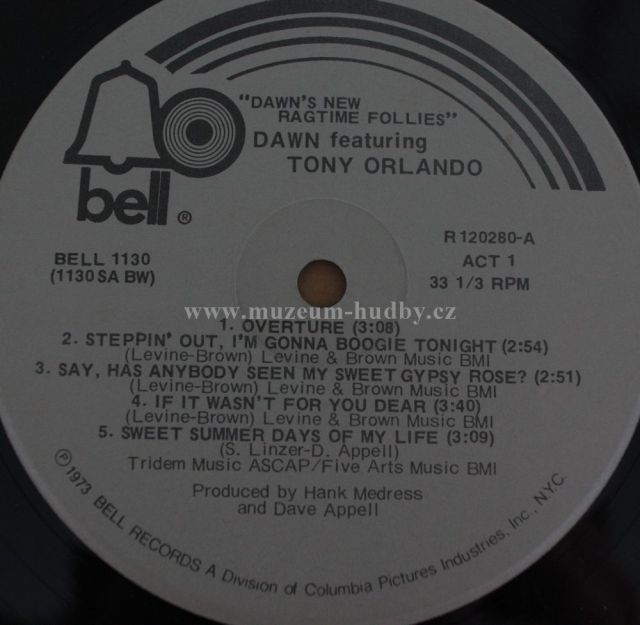 "DAWN'S NEW
RAGTIME FOLLIES"
DAWN featuring
TONY ORLANDO
bell®
BELL 1130
(1130 SA BW)
R 120280-A
ACT 1
33 1/3 RPM
www.muzeum-hudby.cz
1. OVERTURE (3:08)
2. STEPPIN' OUT, I'M GONNA BOOGIE TONIGHT (2:54)
(Levine-Brown) Levine & Brown Music BMI
3. SAY, HAS ANYBODY SEEN MY SWEET GYPSY ROSE? (2:51)
(Levine-Brown) Levine & Brown Music BMI
4. IF IT WASN'T FOR YOU DEAR (3:40)
(Levine-Brown) Levine & Brown Music BMI
5. SWEET SUMMER DAYS OF MY LIFE (3:09)
(S. Linzer-D. Appell)
Tridem Music ASCAP/Five Arts Music BMI
Produced by Hank Medress
and Dave Appell
℗ 1973 BELL RECORDS A Division of Columbia Pictures Industries, Inc., N.Y.C.